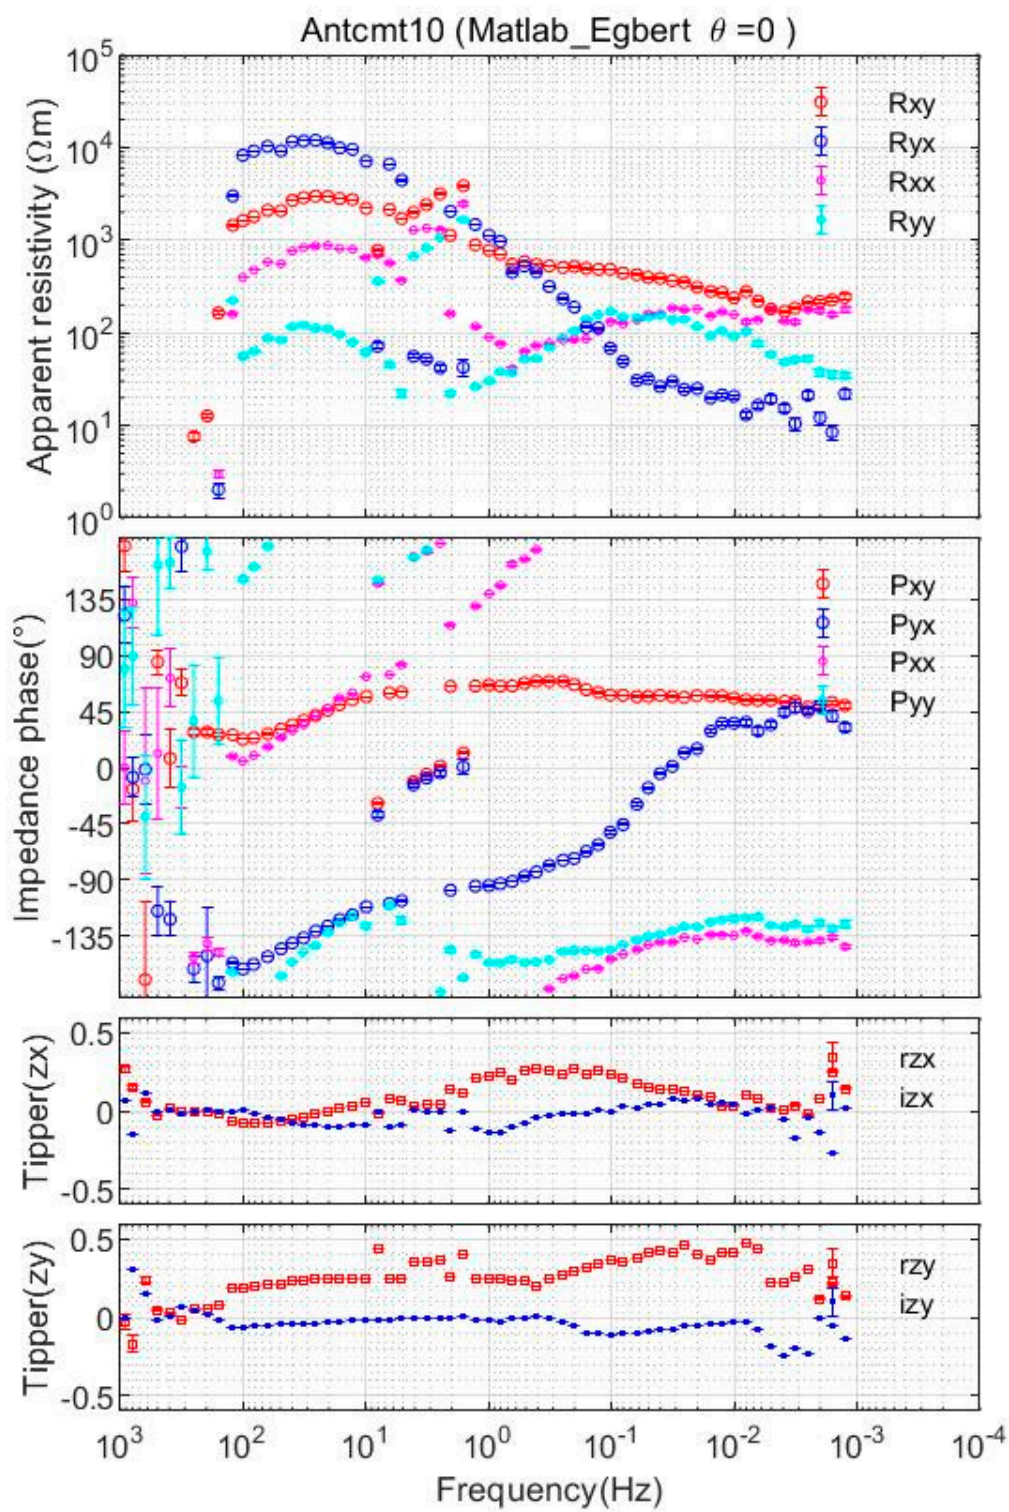 Antcmt10 (Matlab_Egbert θ =0 )
Apparent resistivity (Ωm)
10^5
10^4
10^3
10^2
10^1
10^0
Rxy
Ryx
Rxx
Ryy
Impedance phase(°)
135
90
45
0
-45
-90
-135
Pxy
Pyx
Pxx
Pyy
Tipper(zx)
0.5
0
-0.5
rzx
izx
Tipper(zy)
0.5
0
-0.5
rzy
izy
10^3 10^2 10^1 10^0 10^-1 10^-2 10^-3 10^-4
Frequency(Hz)